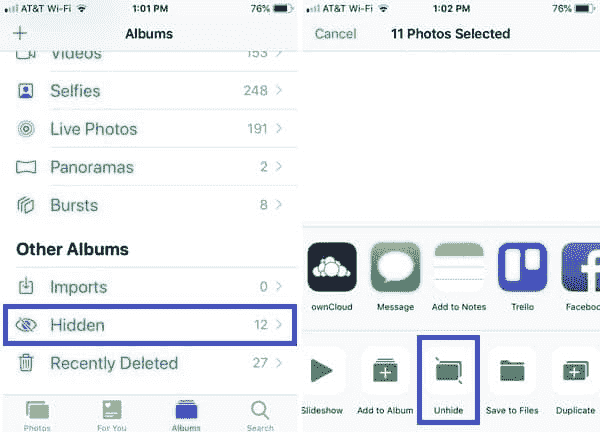 AT&T Wi-Fi 1:01 PM 76%
Albums
Videos 153
Selfies 248
Live Photos 191
Panoramas 2
Bursts 8
Other Albums
Imports 0
Hidden 12
Recently Deleted 27
Photos For You Albums Search
AT&T Wi-Fi 1:02 PM 76%
Cancel 11 Photos Selected
ownCloud Message Add to Notes Trello Faceboo
Slideshow Add to Album Unhide Save to Files Duplicate